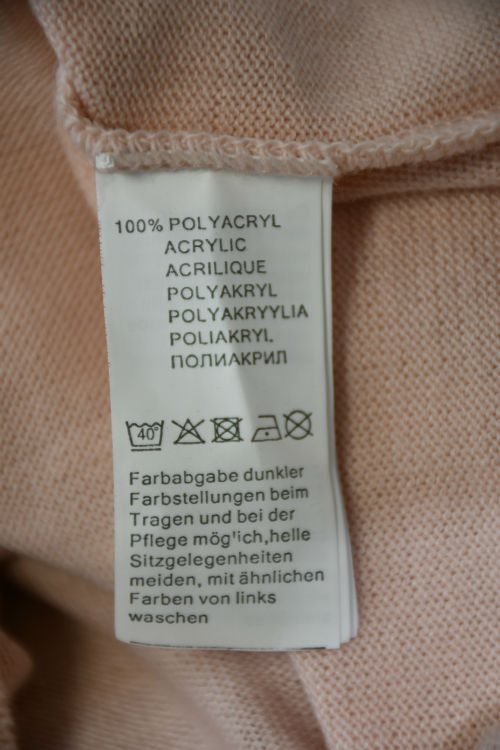 100% POLYACRYL
ACRYLIC
ACRILIQUE
POLYAKRYL
POLYAKRYYLIA
POLIAKRYL
ПОЛИАКРИЛ
40°
Farbabgabe dunkler
Farbstellungen beim
Tragen und bei der
Pflege mög'ich,helle
Sitzgelegenheiten
meiden, mit ähnlichen
Farben von links
waschen